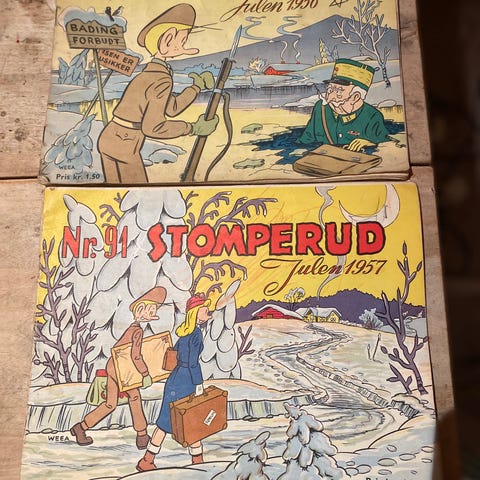 Julen 1956
BADING
FORBUDT
ISEN ER
USIKKER
WEEA
Pris kr. 1.50
Nr. 91 STOMPERUD
Julen 1957
WEEA